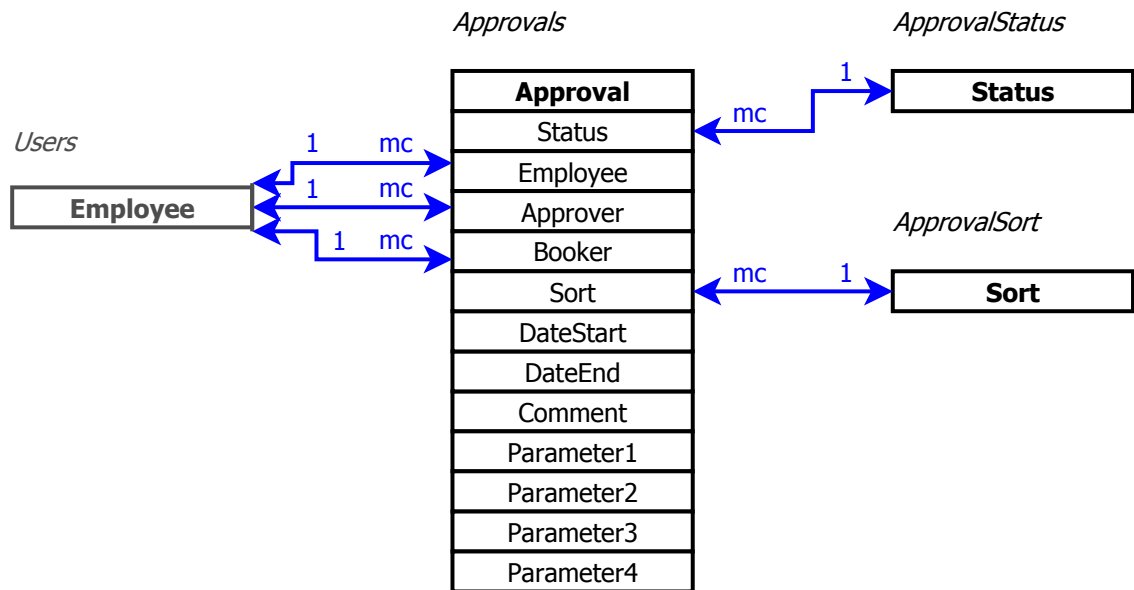 Approvals
ApprovalStatus
Approval
1
Status
mc
Status
Users
1
mc
Employee
Employee
1
mc
Approver
ApprovalSort
1
mc
Booker
mc
1
Sort
Sort
DateStart
DateEnd
Comment
Parameter1
Parameter2
Parameter3
Parameter4